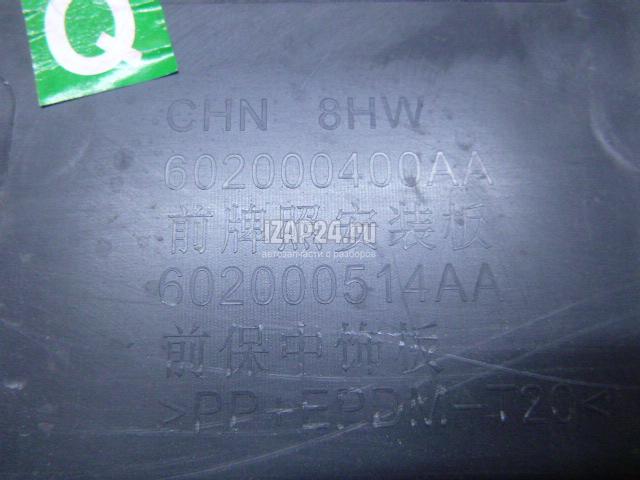 Q
CHN 8HW
602000400AA
前牌照安装板
IZAP24.ru
автозапчасти с разборов
602000514AA
前保中饰板
>PP+EPDM-T20<